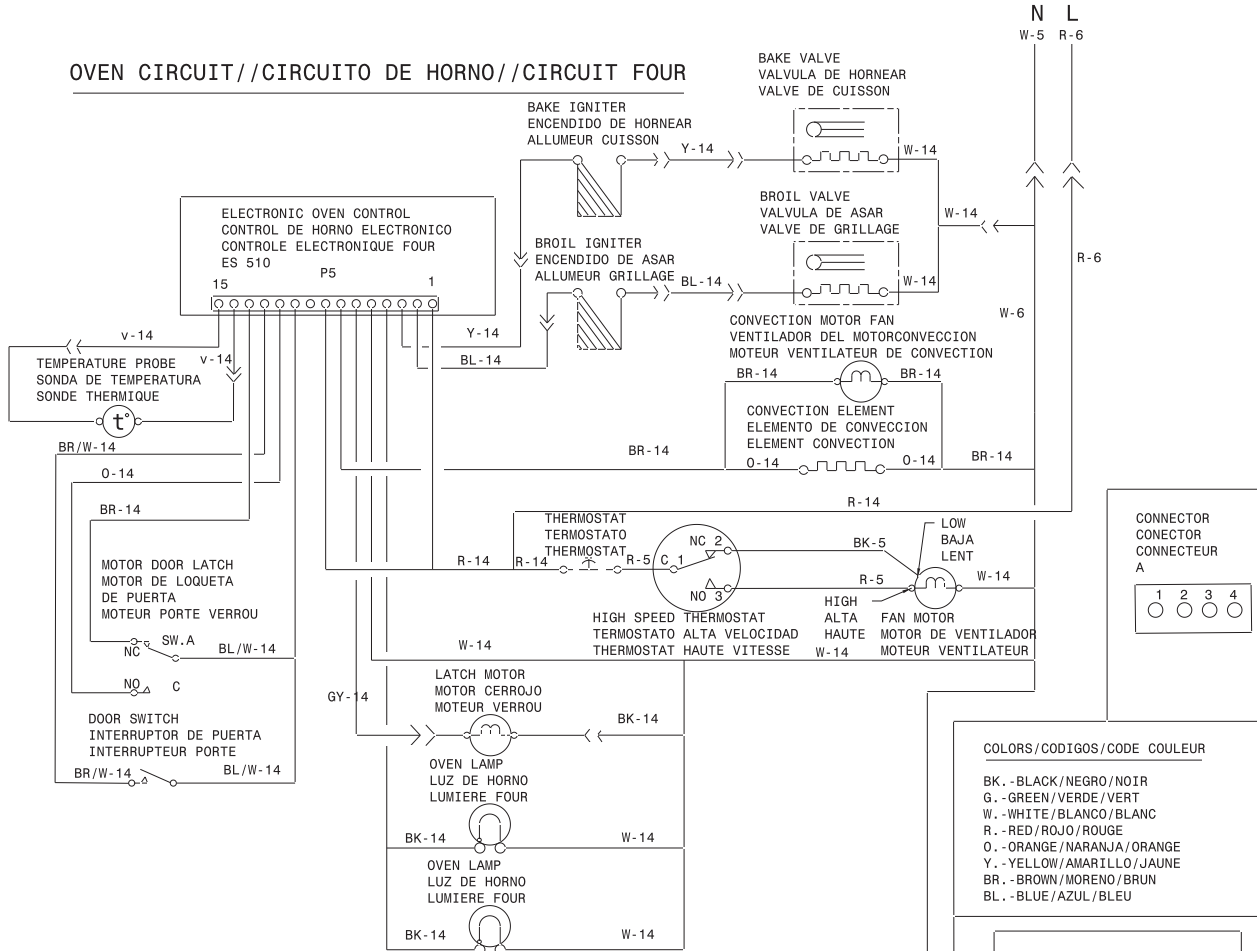 N L
W-5 R-6
OVEN CIRCUIT//CIRCUITO DE HORNO//CIRCUIT FOUR
BAKE VALVE
VALVULA DE HORNEAR
VALVE DE CUISSON
BAKE IGNITER
ENCENDIDO DE HORNEAR
ALLUMEUR CUISSON
Y-14
W-14
BROIL VALVE
VALVULA DE ASAR
VALVE DE GRILLAGE
W-14
ELECTRONIC OVEN CONTROL
CONTROL DE HORNO ELECTRONICO
CONTROLE ELECTRONIQUE FOUR
ES 510
P5
15
1
BROIL IGNITER
ENCENDIDO DE ASAR
ALLUMEUR GRILLAGE
BL-14
W-14
R-6
W-6
v-14
v-14
Y-14
BL-14
TEMPERATURE PROBE
SONDA DE TEMPERATURA
SONDE THERMIQUE
t°
CONVECTION MOTOR FAN
VENTILADOR DEL MOTORCONVECCION
MOTEUR VENTILATEUR DE CONVECTION
BR-14
BR-14
CONVECTION ELEMENT
ELEMENTO DE CONVECCION
ELEMENT CONVECTION
BR/W-14
BR-14
O-14
O-14
BR-14
O-14
BR-14
R-14
THERMOSTAT
TERMOSTATO
THERMOSTAT
R-14
R-14
R-5
C 1
NC 2
NO 3
BK-5
R-5
LOW
BAJA
LENT
W-14
HIGH
ALTA
HAUTE
FAN MOTOR
MOTOR DE VENTILADOR
MOTEUR VENTILATEUR
HIGH SPEED THERMOSTAT
TERMOSTATO ALTA VELOCIDAD
THERMOSTAT HAUTE VITESSE
CONNECTOR
CONECTOR
CONNECTEUR
A
1 2 3 4
MOTOR DOOR LATCH
MOTOR DE LOQUETA
DE PUERTA
MOTEUR PORTE VERROU
SW.A
NC
BL/W-14
NO
C
W-14
W-14
GY-14
LATCH MOTOR
MOTOR CERROJO
MOTEUR VERROU
BK-14
DOOR SWITCH
INTERRUPTOR DE PUERTA
INTERRUPTEUR PORTE
BR/W-14
BL/W-14
OVEN LAMP
LUZ DE HORNO
LUMIERE FOUR
BK-14
W-14
OVEN LAMP
LUZ DE HORNO
LUMIERE FOUR
BK-14
W-14
COLORS/CODIGOS/CODE COULEUR
BK.-BLACK/NEGRO/NOIR
G.-GREEN/VERDE/VERT
W.-WHITE/BLANCO/BLANC
R.-RED/ROJO/ROUGE
O.-ORANGE/NARANJA/ORANGE
Y.-YELLOW/AMARILLO/JAUNE
BR.-BROWN/MORENO/BRUN
BL.-BLUE/AZUL/BLEU